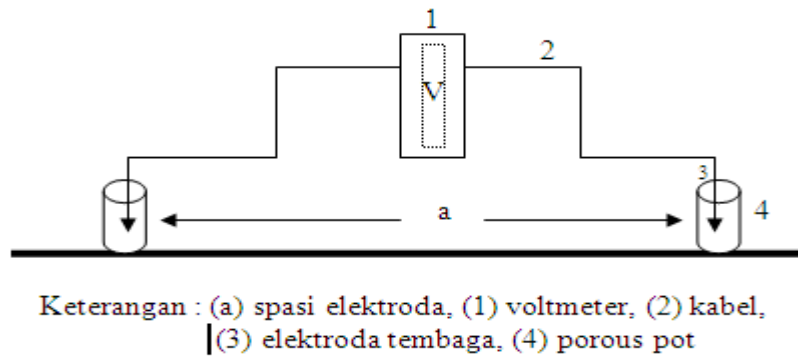 1
2
V
3
a
4
Keterangan : (a) spasi elektroda, (1) voltmeter, (2) kabel,
(3) elektroda tembaga, (4) porous pot